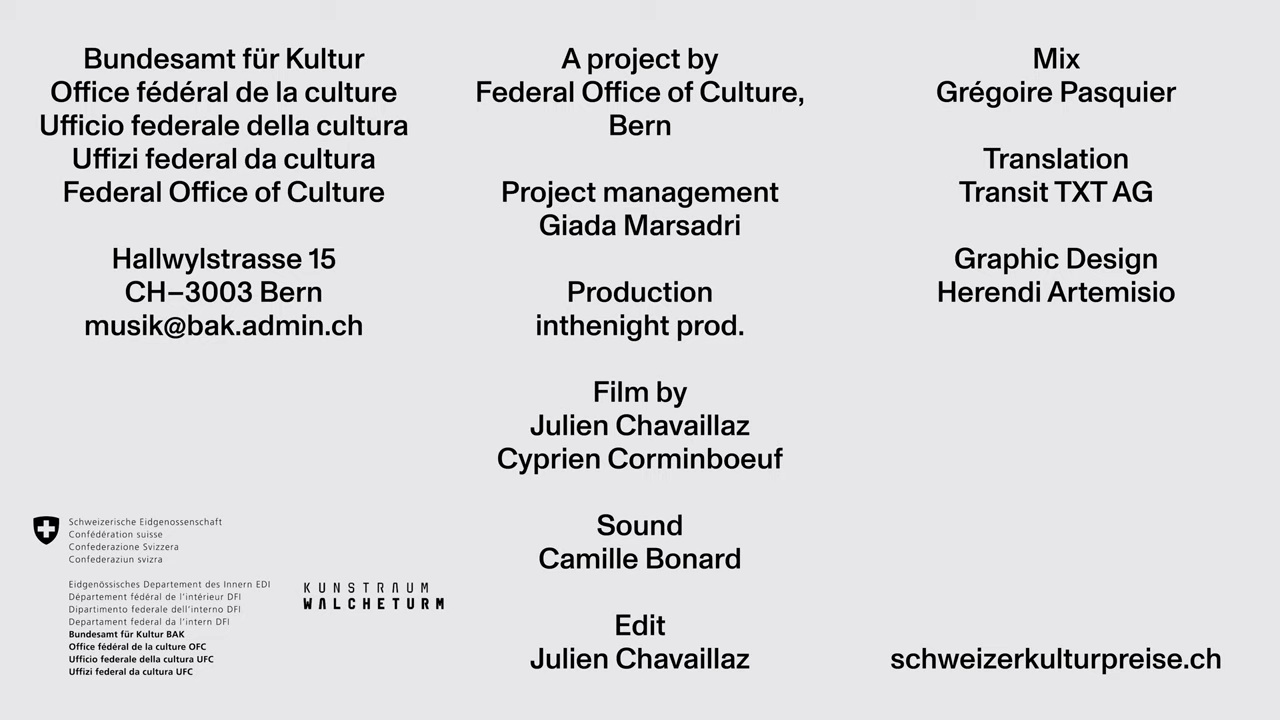 Bundesamt für Kultur
Office fédéral de la culture
Ufficio federale della cultura
Uffizi federal da cultura
Federal Office of Culture
Hallwylstrasse 15
CH–3003 Bern
musik@bak.admin.ch
Schweizerische Eidgenossenschaft
Confédération suisse
Confederazione Svizzera
Confederaziun svizra
Eidgenössisches Departement des Innern EDI
Département fédéral de l'intérieur DFI
Dipartimento federale dell'interno DFI
Departament federal da l'intern DFI
Bundesamt für Kultur BAK
Office fédéral de la culture OFC
Ufficio federale della cultura UFC
Uffizi federal da cultura UFC
KUNSTRAUM
WALCHETURM
A project by
Federal Office of Culture,
Bern
Project management
Giada Marsadri
Production
inthenight prod.
Film by
Julien Chavaillaz
Cyprien Corminboeuf
Sound
Camille Bonard
Edit
Julien Chavaillaz
Mix
Grégoire Pasquier
Translation
Transit TXT AG
Graphic Design
Herendi Artemisio
schweizerkulturpreise.ch